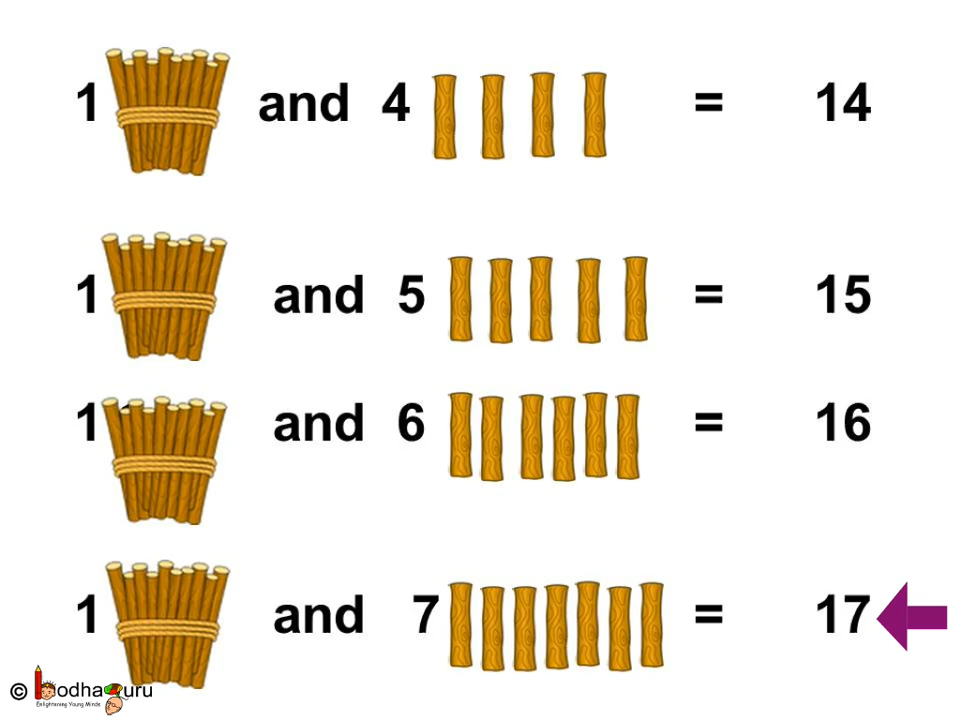 1 and 4 = 14
1 and 5 = 15
1 and 6 = 16
1 and 7 = 17
© bodhaguru
Enlightening Young Minds